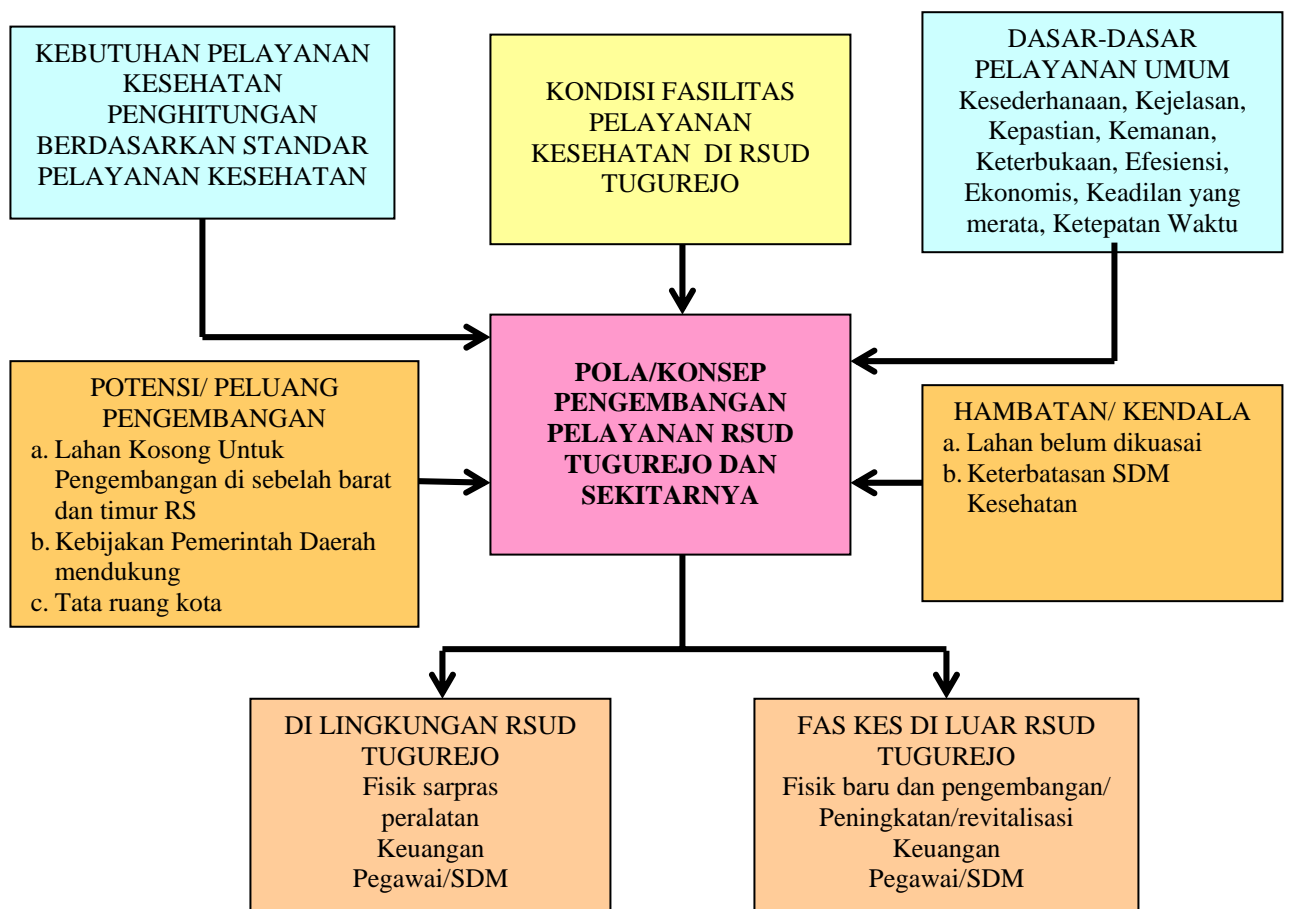 KEBUTUHAN PELAYANAN
KESEHATAN
PENGHITUNGAN
BERDASARKAN STANDAR
PELAYANAN KESEHATAN
KONDISI FASILITAS
PELAYANAN
KESEHATAN DI RSUD
TUGUREJO
DASAR-DASAR
PELAYANAN UMUM
Kesederhanaan, Kejelasan,
Kepastian, Kemanan,
Keterbukaan, Efesiensi,
Ekonomis, Keadilan yang
merata, Ketepatan Waktu
POTENSI/ PELUANG
PENGEMBANGAN
a. Lahan Kosong Untuk
Pengembangan di sebelah barat
dan timur RS
b. Kebijakan Pemerintah Daerah
mendukung
c. Tata ruang kota
POLA/KONSEP
PENGEMBANGAN
PELAYANAN RSUD
TUGUREJO DAN
SEKITARNYA
HAMBATAN/ KENDALA
a. Lahan belum dikuasai
b. Keterbatasan SDM
Kesehatan
DI LINGKUNGAN RSUD
TUGUREJO
Fisik sarpras
peralatan
Keuangan
Pegawai/SDM
FAS KES DI LUAR RSUD
TUGUREJO
Fisik baru dan pengembangan/
Peningkatan/revitalisasi
Keuangan
Pegawai/SDM